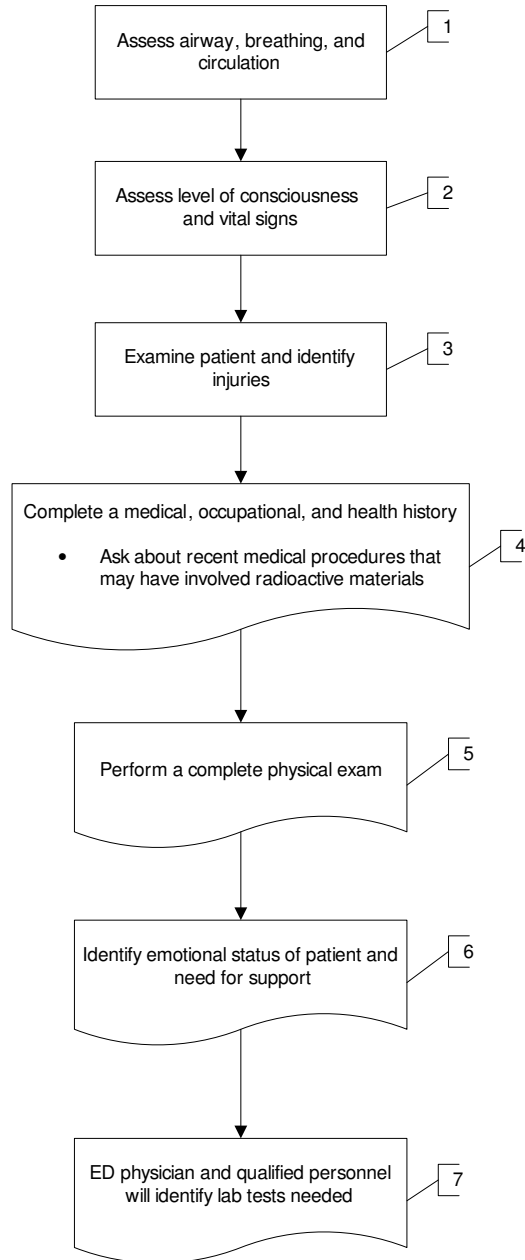 Assess airway, breathing, and
circulation
1
Assess level of consciousness
and vital signs
2
Examine patient and identify
injuries
3
Complete a medical, occupational, and health history
• Ask about recent medical procedures that
may have involved radioactive materials
4
Perform a complete physical exam
5
Identify emotional status of patient and
need for support
6
ED physician and qualified personnel
will identify lab tests needed
7